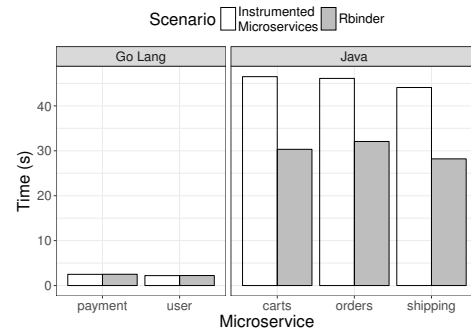 Scenario
Instrumented
Microservices
Rbinder
Go Lang
Java
Time (s)
40
30
20
10
0
payment
user
carts
orders
shipping
Microservice